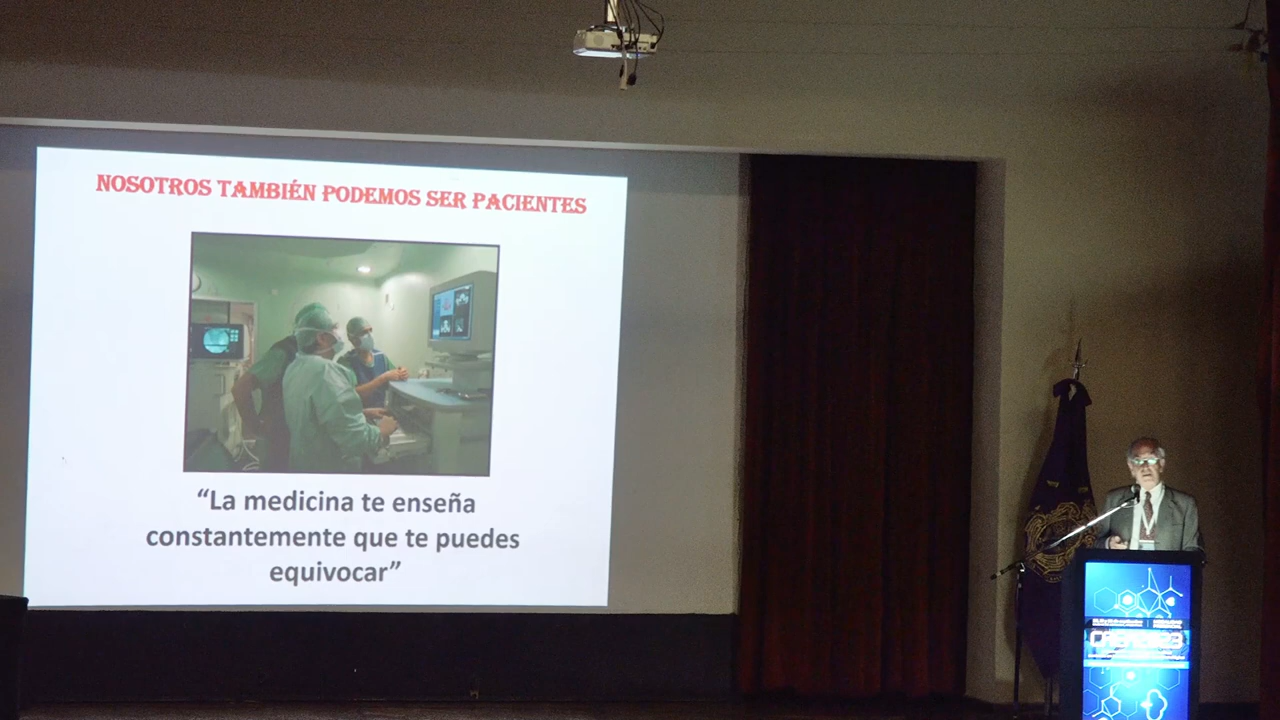 NOSOTROS TAMBIÉN PODEMOS SER PACIENTES
“La medicina te enseña
constantemente que te puedes
equivocar”